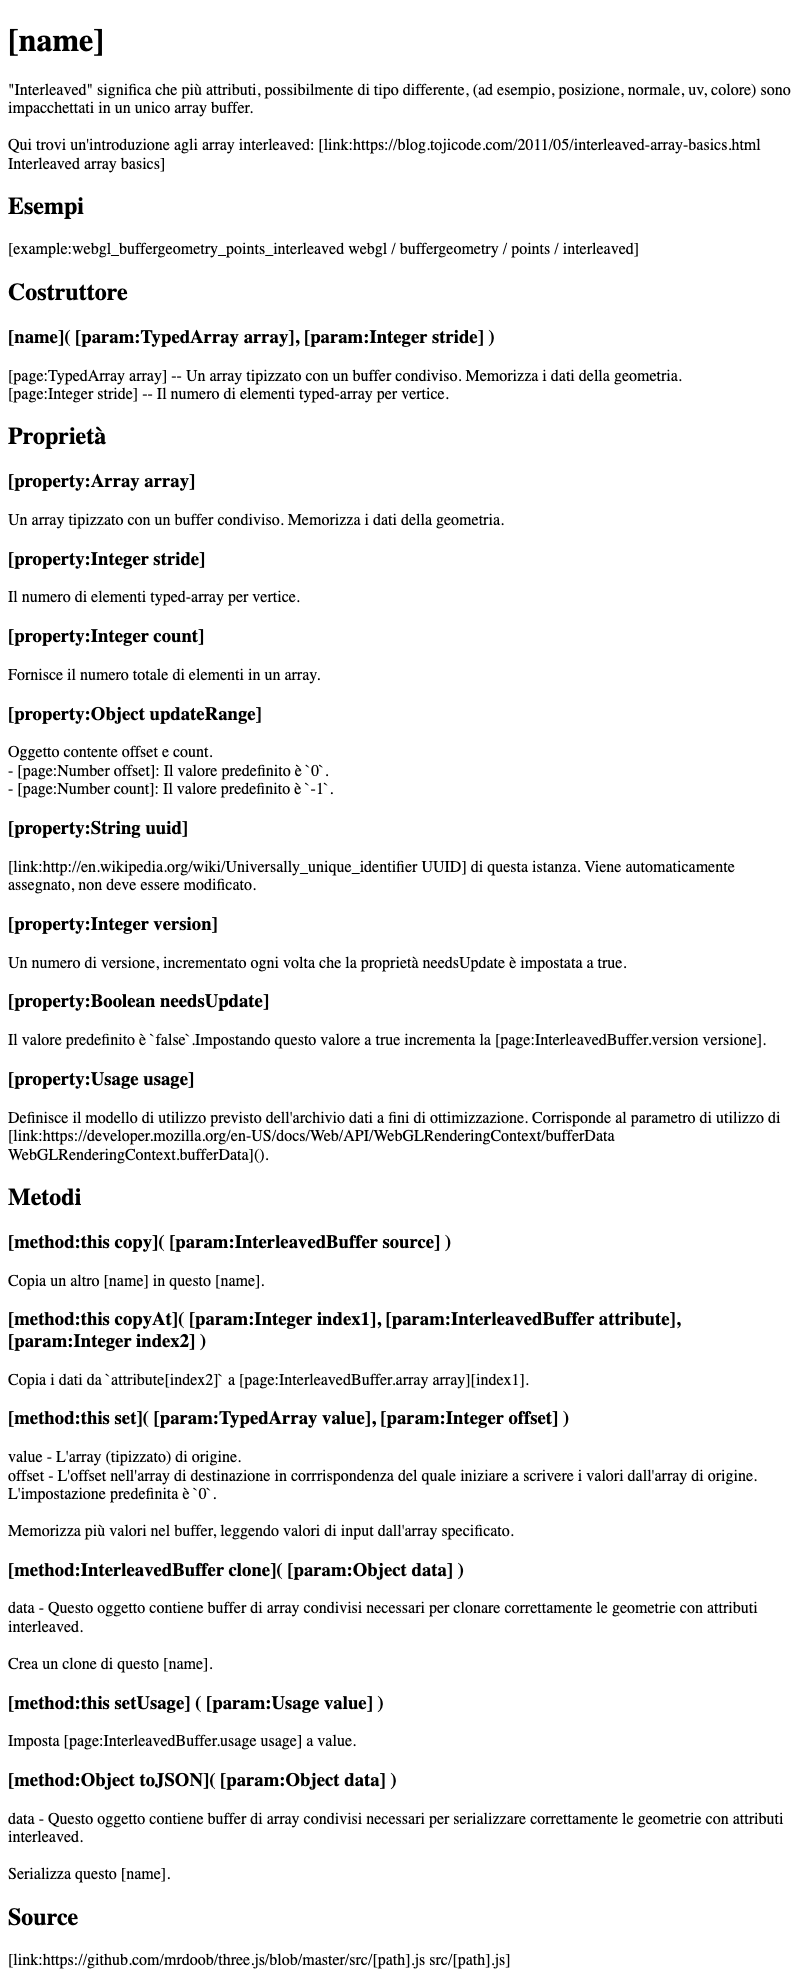 [name]
"Interleaved" significa che più attributi, possibilmente di tipo differente, (ad esempio, posizione, normale, uv, colore) sono
impacchettati in un unico array buffer.
Qui trovi un'introduzione agli array interleaved: [link:https://blog.tojicode.com/2011/05/interleaved-array-basics.html
Interleaved array basics]
Esempi
[example:webgl_buffergeometry_points_interleaved webgl / buffergeometry / points / interleaved]
Costruttore
[name]( [param:TypedArray array], [param:Integer stride] )
[page:TypedArray array] -- Un array tipizzato con un buffer condiviso. Memorizza i dati della geometria.
[page:Integer stride] -- Il numero di elementi typed-array per vertice.
Proprietà
[property:Array array]
Un array tipizzato con un buffer condiviso. Memorizza i dati della geometria.
[property:Integer stride]
Il numero di elementi typed-array per vertice.
[property:Integer count]
Fornisce il numero totale di elementi in un array.
[property:Object updateRange]
Oggetto contente offset e count.
- [page:Number offset]: Il valore predefinito è `0`.
- [page:Number count]: Il valore predefinito è `-1`.
[property:String uuid]
[link:http://en.wikipedia.org/wiki/Universally_unique_identifier UUID] di questa istanza. Viene automaticamente
assegnato, non deve essere modificato.
[property:Integer version]
Un numero di versione, incrementato ogni volta che la proprietà needsUpdate è impostata a true.
[property:Boolean needsUpdate]
Il valore predefinito è `false`.Impostando questo valore a true incrementa la [page:InterleavedBuffer.version versione].
[property:Usage usage]
Definisce il modello di utilizzo previsto dell'archivio dati a fini di ottimizzazione. Corrisponde al parametro di utilizzo di
[link:https://developer.mozilla.org/en-US/docs/Web/API/WebGLRenderingContext/bufferData
WebGLRenderingContext.bufferData]().
Metodi
[method:this copy]( [param:InterleavedBuffer source] )
Copia un altro [name] in questo [name].
[method:this copyAt]( [param:Integer index1], [param:InterleavedBuffer attribute],
[param:Integer index2] )
Copia i dati da `attribute[index2]` a [page:InterleavedBuffer.array array][index1].
[method:this set]( [param:TypedArray value], [param:Integer offset] )
value - L'array (tipizzato) di origine.
offset - L'offset nell'array di destinazione in corrrispondenza del quale iniziare a scrivere i valori dall'array di origine.
L'impostazione predefinita è `0`.
Memorizza più valori nel buffer, leggendo valori di input dall'array specificato.
[method:InterleavedBuffer clone]( [param:Object data] )
data - Questo oggetto contiene buffer di array condivisi necessari per clonare correttamente le geometrie con attributi
interleaved.
Crea un clone di questo [name].
[method:this setUsage] ( [param:Usage value] )
Imposta [page:InterleavedBuffer.usage usage] a value.
[method:Object toJSON]( [param:Object data] )
data - Questo oggetto contiene buffer di array condivisi necessari per serializzare correttamente le geometrie con attributi
interleaved.
Serializza questo [name].
Source
[link:https://github.com/mrdoob/three.js/blob/master/src/[path].js src/[path].js]